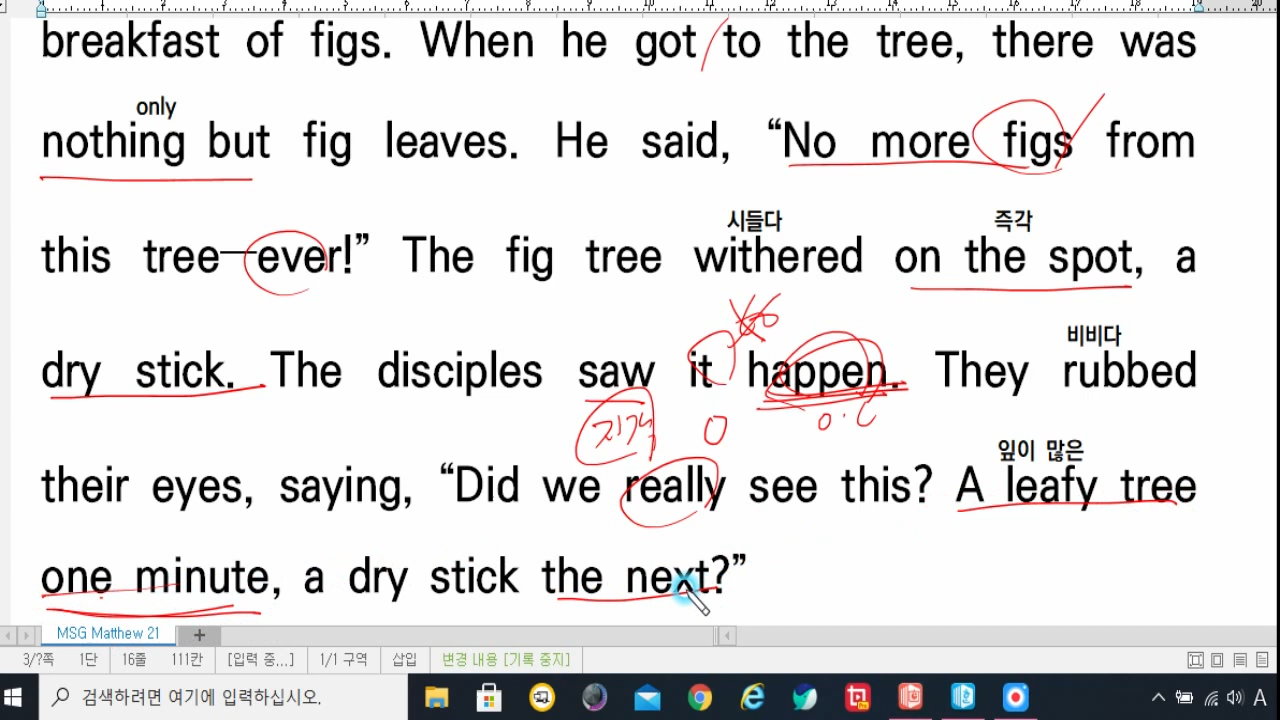 breakfast of figs. When he got to the tree, there was
only
nothing but fig leaves. He said, “No more figs from
시들다 즉각
this tree—ever!” The fig tree withered on the spot, a
dry stick. The disciples saw it happen. They rubbed
비비다
지각
잎이 많은
their eyes, saying, “Did we really see this? A leafy tree
one minute, a dry stick the next?”
MSG Matthew 21
3/?쪽 1단 16줄 111칸 [입력 중...] 1/1 구역 삽입 변경 내용 [기록 중지]
검색하려면 여기에 입력하십시오. A